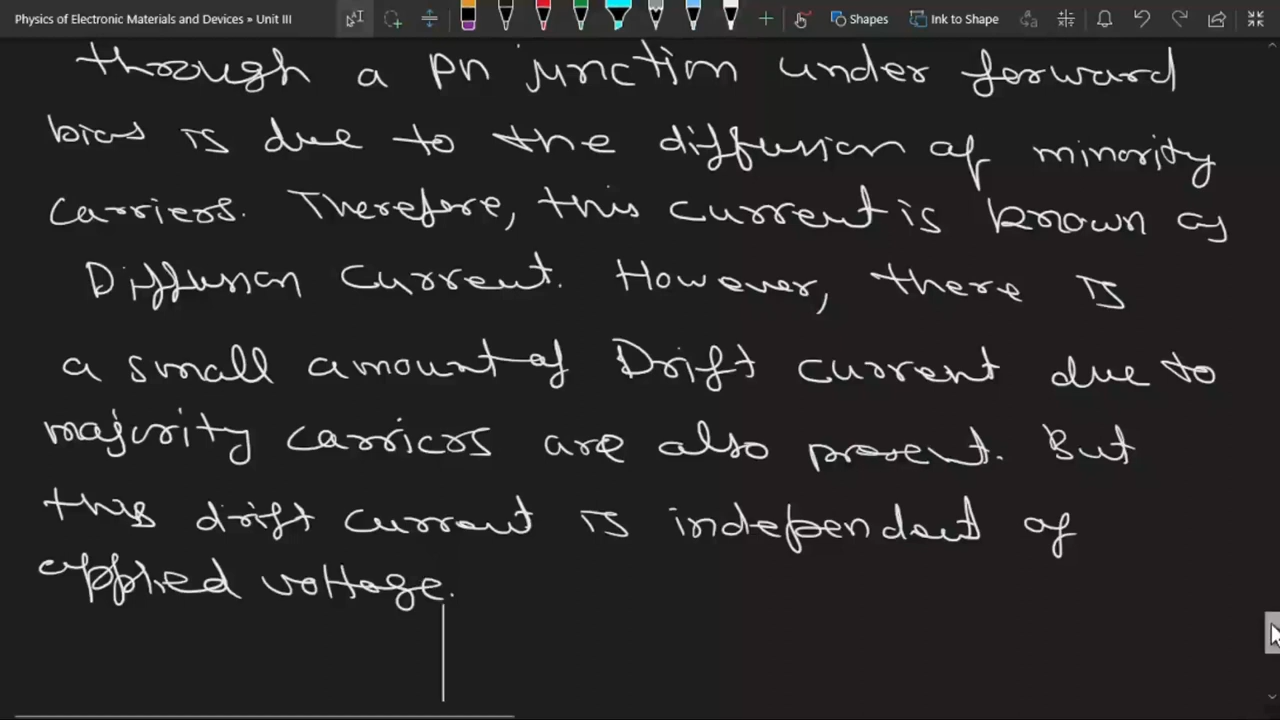 Physics of Electronic Materials and Devices » Unit III
Shapes
Ink to Shape
through a pn junction under forward
bias is due to the diffusion of minority
carriers. Therefore, this current is known as
Diffusion current. However, there is
a small amount of Drift current due to
majority carriers are also present. But
this drift current is independent of
applied voltage.